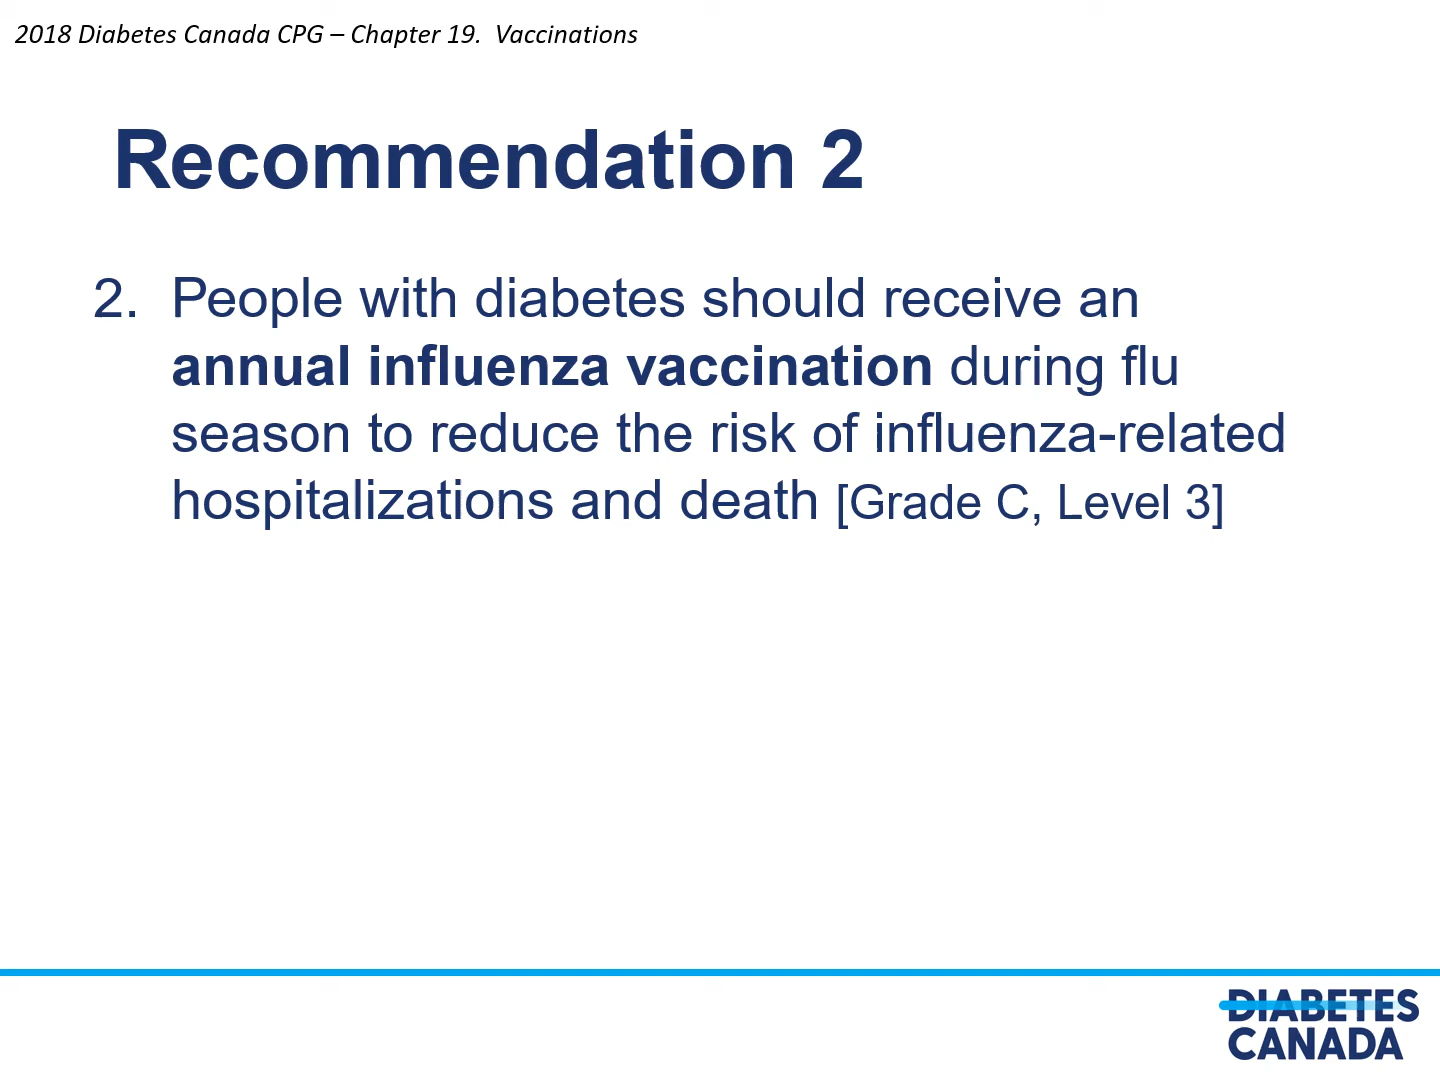 2018 Diabetes Canada CPG – Chapter 19.  Vaccinations
Recommendation 2
2. People with diabetes should receive an
annual influenza vaccination during flu
season to reduce the risk of influenza-related
hospitalizations and death [Grade C, Level 3]
DIABETES
CANADA